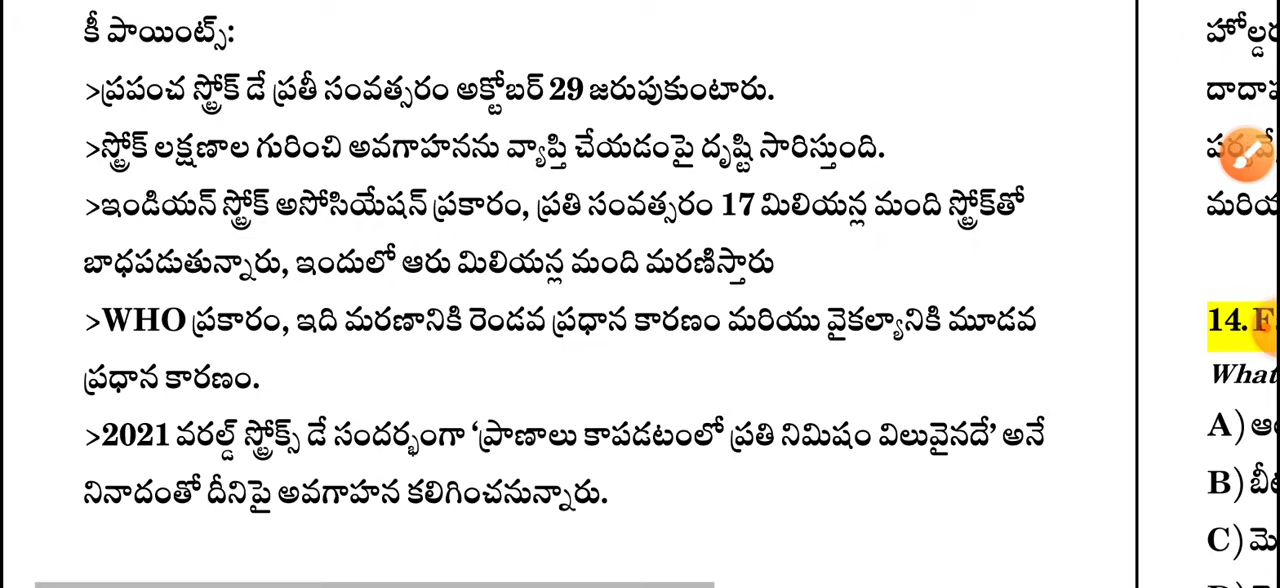 కీ పాయింట్స్:
>ప్రపంచ స్ట్రోక్ డే ప్రతీ సంవత్సరం అక్టోబర్ 29 జరుపుకుంటారు.
>స్ట్రోక్ లక్షణాల గురించి అవగాహనను వ్యాప్తి చేయడంపై దృష్టి సారిస్తుంది.
>ఇండియన్ స్ట్రోక్ అసోసియేషన్ ప్రకారం, ప్రతి సంవత్సరం 17 మిలియన్ల మంది స్ట్రోక్‌తో
బాధపడుతున్నారు, ఇందులో ఆరు మిలియన్ల మంది మరణిస్తారు
>WHO ప్రకారం, ఇది మరణానికి రెండవ ప్రధాన కారణం మరియు వైకల్యానికి మూడవ
ప్రధాన కారణం.
>2021 వరల్డ్ స్ట్రోక్స్ డే సందర్భంగా ‘ప్రాణాలు కాపడటంలో ప్రతి నిమిషం విలువైనదే’ అనే
నినాదంతో దీనిపై అవగాహన కలిగించనున్నారు.
14.
What
A)
B)
C)